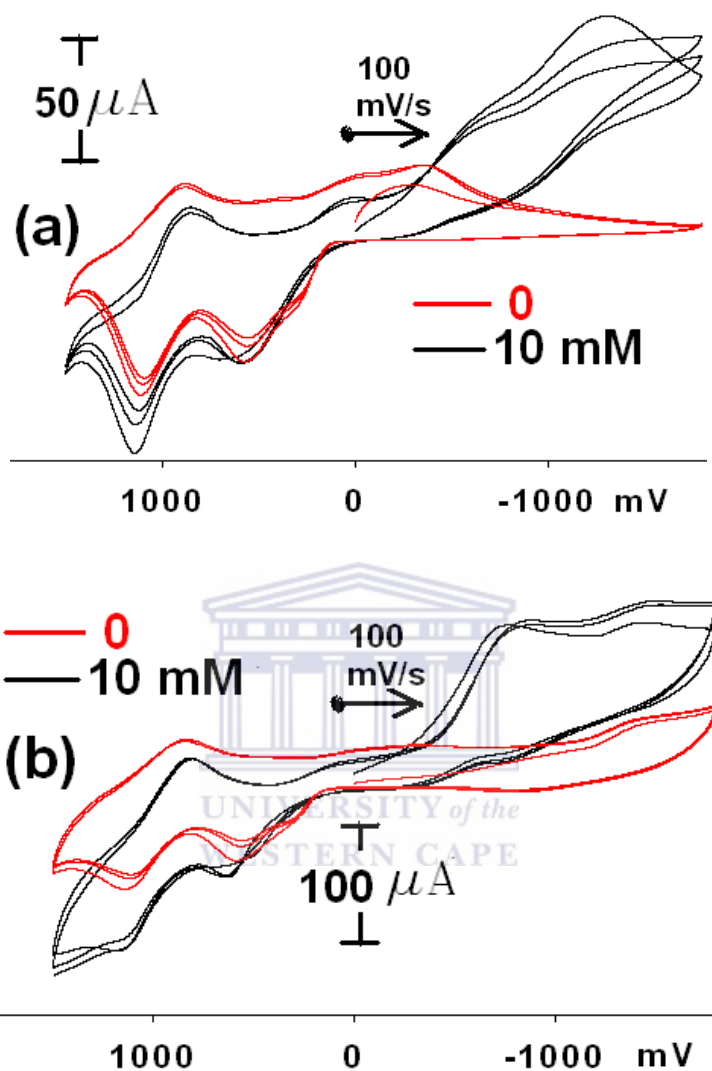 100
mV/s
50 μA
(a)
0
10 mM
1000 0 -1000 mV
0
10 mM
100
mV/s
(b)
UNIVERSITY of the
WESTERN CAPE
100 μA
1000 0 -1000 mV